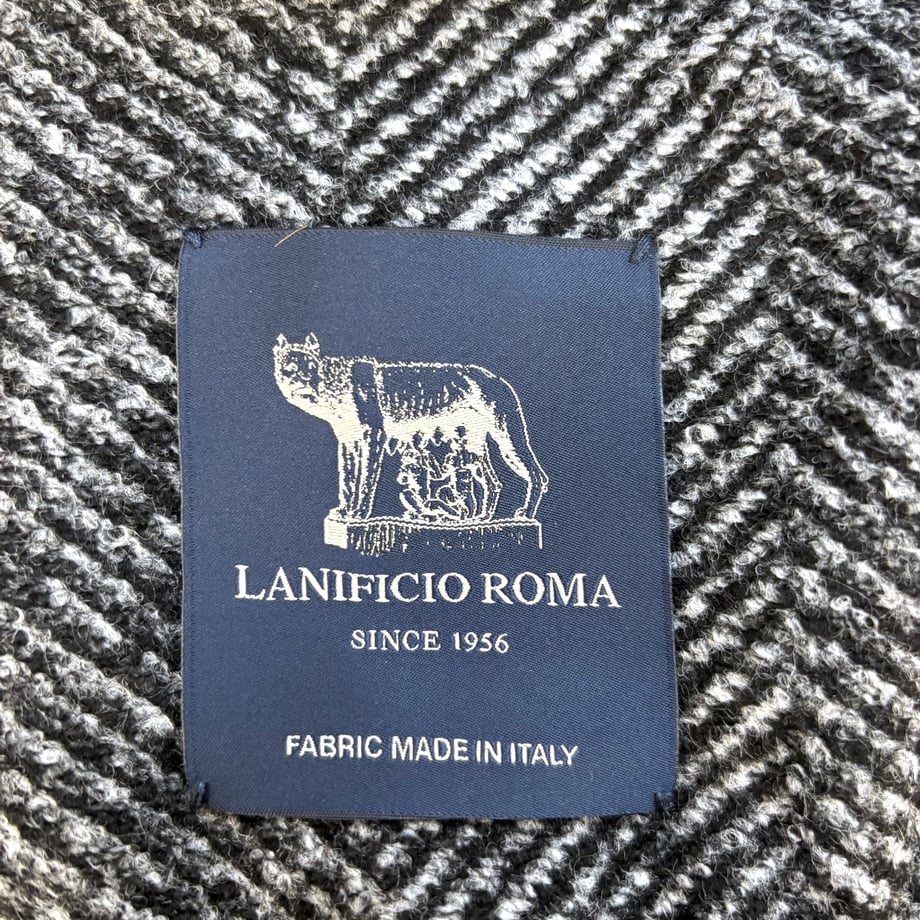 LANIFICIO ROMA
SINCE 1956
FABRIC MADE IN ITALY